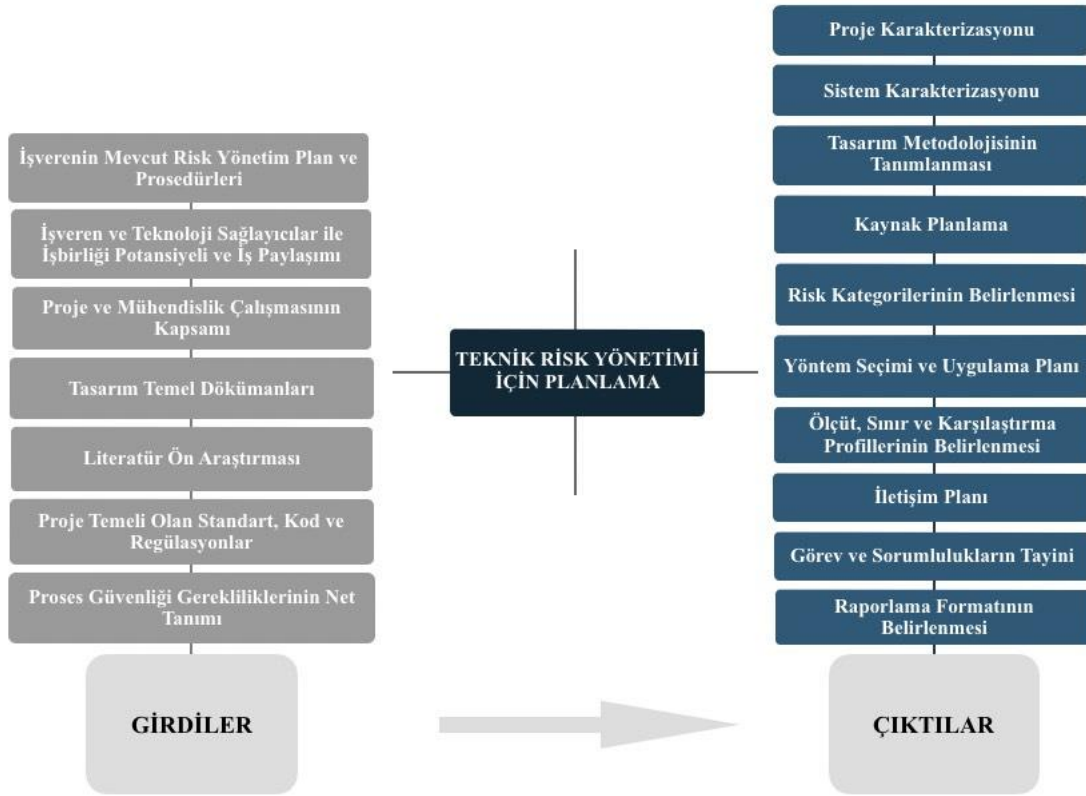 İşverenin Mevcut Risk Yönetim Plan ve
Prosedürleri
İşveren ve Teknoloji Sağlayıcılar ile
İşbirliği Potansiyeli ve İş Paylaşımı
Proje ve Mühendislik Çalışmasının
Kapsamı
Tasarım Temel Dökümanları
Literatür Ön Araştırması
Proje Temeli Olan Standart, Kod ve
Regülasyonlar
Proses Güvenliği Gerekliliklerinin Net
Tanımı
GİRDİLER
TEKNİK RİSK YÖNETİMİ
İÇİN PLANLAMA
Proje Karakterizasyonu
Sistem Karakterizasyonu
Tasarım Metodolojisinin
Tanımlanması
Kaynak Planlama
Risk Kategorilerinin Belirlenmesi
Yöntem Seçimi ve Uygulama Planı
Ölçüt, Sınır ve Karşılaştırma
Profillerinin Belirlenmesi
İletişim Planı
Görev ve Sorumlulukların Tayini
Raporlama Formatının
Belirlenmesi
ÇIKTILAR